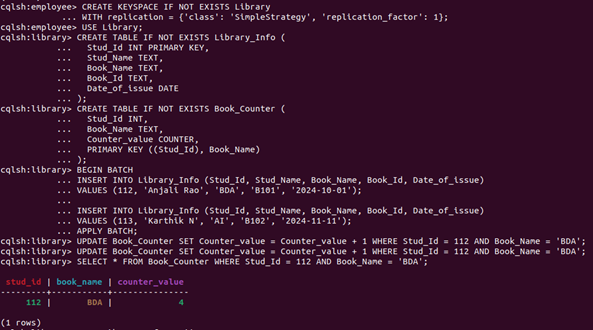 cqlsh:employee> CREATE KEYSPACE IF NOT EXISTS Library
... WITH replication = {'class': 'SimpleStrategy', 'replication_factor': 1};
cqlsh:employee> USE Library;
cqlsh:library> CREATE TABLE IF NOT EXISTS Library_Info (
... Stud_Id INT PRIMARY KEY,
... Stud_Name TEXT,
... Book_Name TEXT,
... Book_Id TEXT,
... Date_of_issue DATE
... );
cqlsh:library> CREATE TABLE IF NOT EXISTS Book_Counter (
... Stud_Id INT,
... Book_Name TEXT,
... Counter_value COUNTER,
... PRIMARY KEY ((Stud_Id), Book_Name)
... );
cqlsh:library> BEGIN BATCH
... INSERT INTO Library_Info (Stud_Id, Stud_Name, Book_Name, Book_Id, Date_of_issue)
... VALUES (112, 'Anjali Rao', 'BDA', 'B101', '2024-10-01');
...
... INSERT INTO Library_Info (Stud_Id, Stud_Name, Book_Name, Book_Id, Date_of_issue)
... VALUES (113, 'Karthik N', 'AI', 'B102', '2024-11-11');
... APPLY BATCH;
cqlsh:library> UPDATE Book_Counter SET Counter_value = Counter_value + 1 WHERE Stud_Id = 112 AND Book_Name = 'BDA';
cqlsh:library> UPDATE Book_Counter SET Counter_value = Counter_value + 1 WHERE Stud_Id = 112 AND Book_Name = 'BDA';
cqlsh:library> SELECT * FROM Book_Counter WHERE Stud_Id = 112 AND Book_Name = 'BDA';
stud_id | book_name | counter_value
---------+-----------+---------------
112 | BDA | 4
(1 rows)